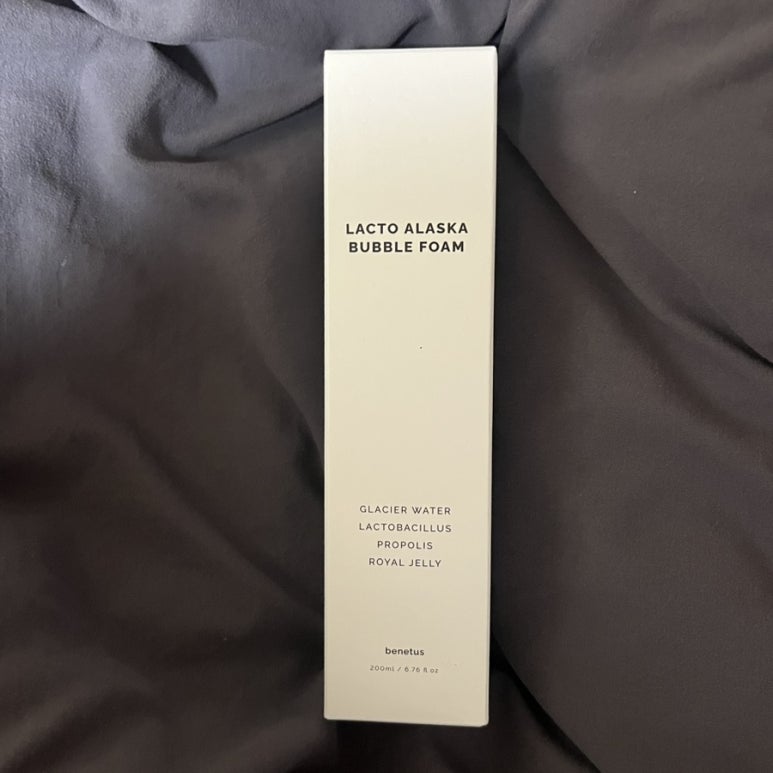 LACTO ALASKA
BUBBLE FOAM
GLACIER WATER
LACTOBACILLUS
PROPOLIS
ROYAL JELLY
benetus
200ml / 6.76 fl.oz